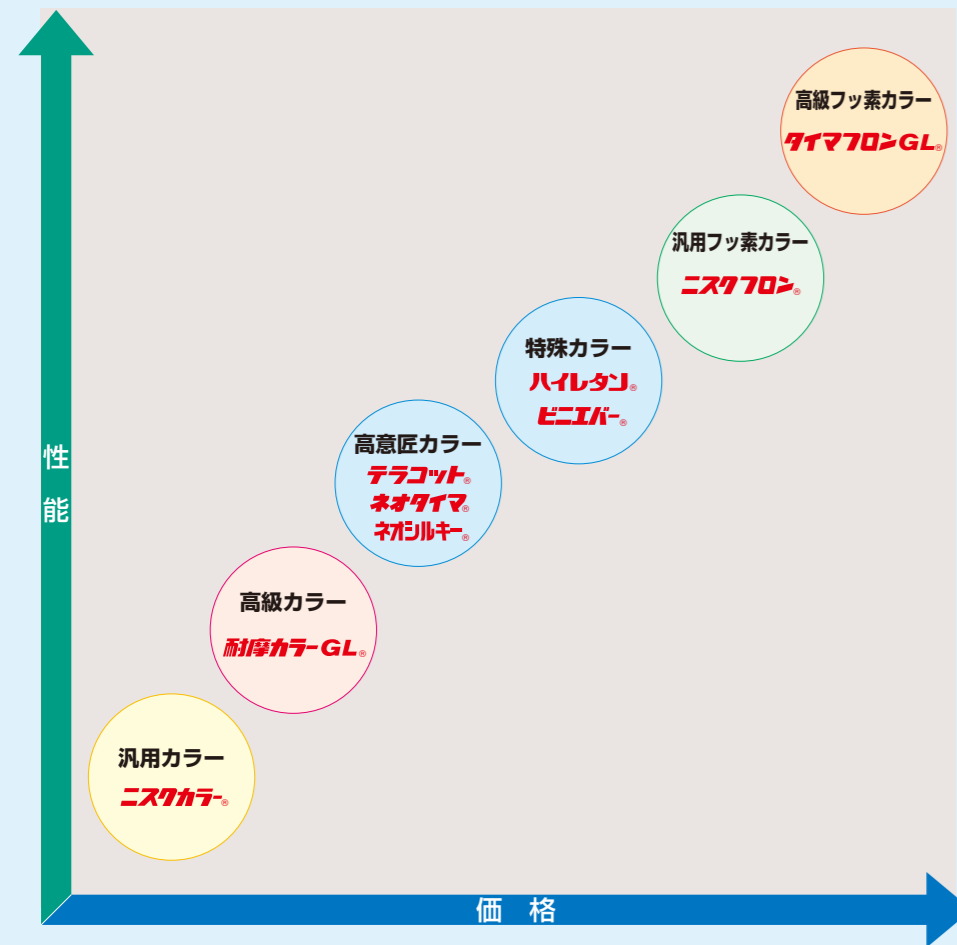 高級フッ素カラー
タイマフロンGL®
汎用フッ素カラー
ニスクフロン®
特殊カラー
ハイレタン®
ビニエバー®
高意匠カラー
テラコット®
ネオタイマ®
ネオシルキー®
高級カラー
耐摩カラーGL®
汎用カラー
ニスクカラー®
性能
価格